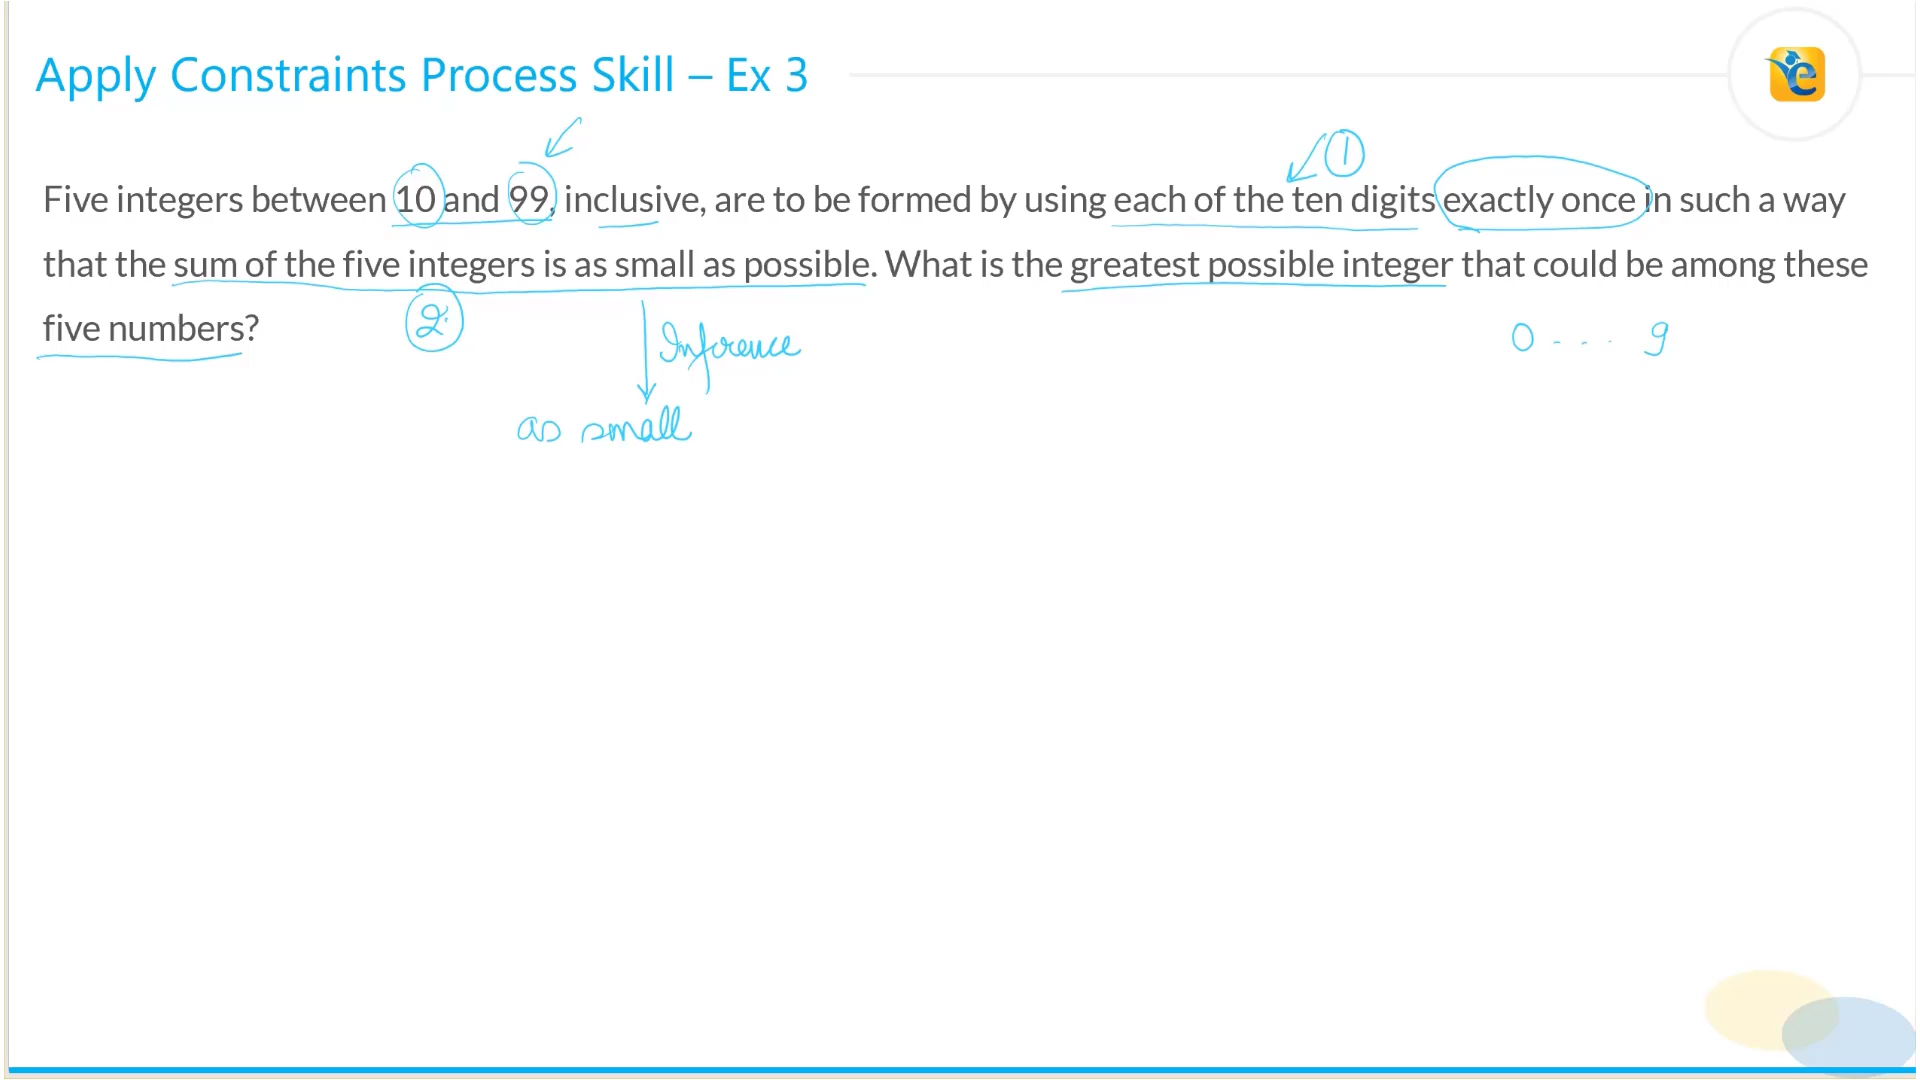 Apply Constraints Process Skill – Ex 3
①
Five integers between 10 and 99, inclusive, are to be formed by using each of the ten digits exactly once in such a way
that the sum of the five integers is as small as possible. What is the greatest possible integer that could be among these
five numbers?
②
Inference
0 .... 9
as small